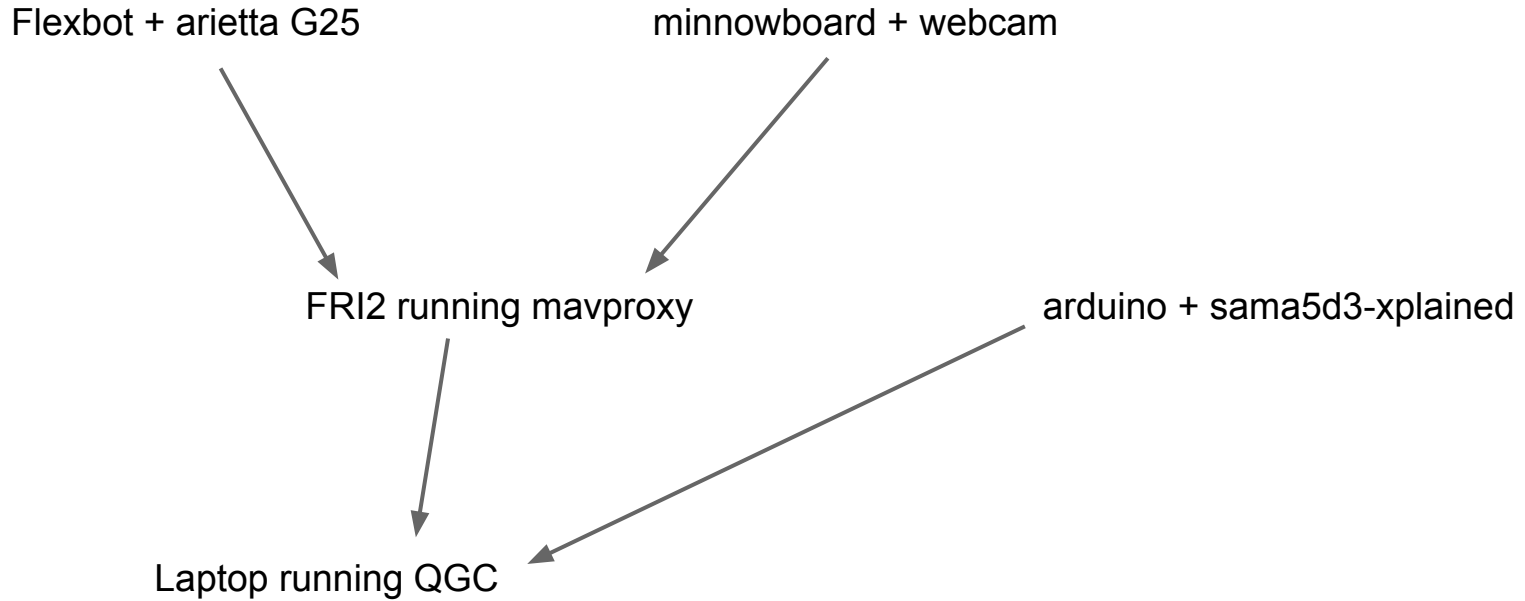 Flexbot + arietta G25
minnowboard + webcam
FRI2 running mavproxy
arduino + sama5d3-xplained
Laptop running QGC